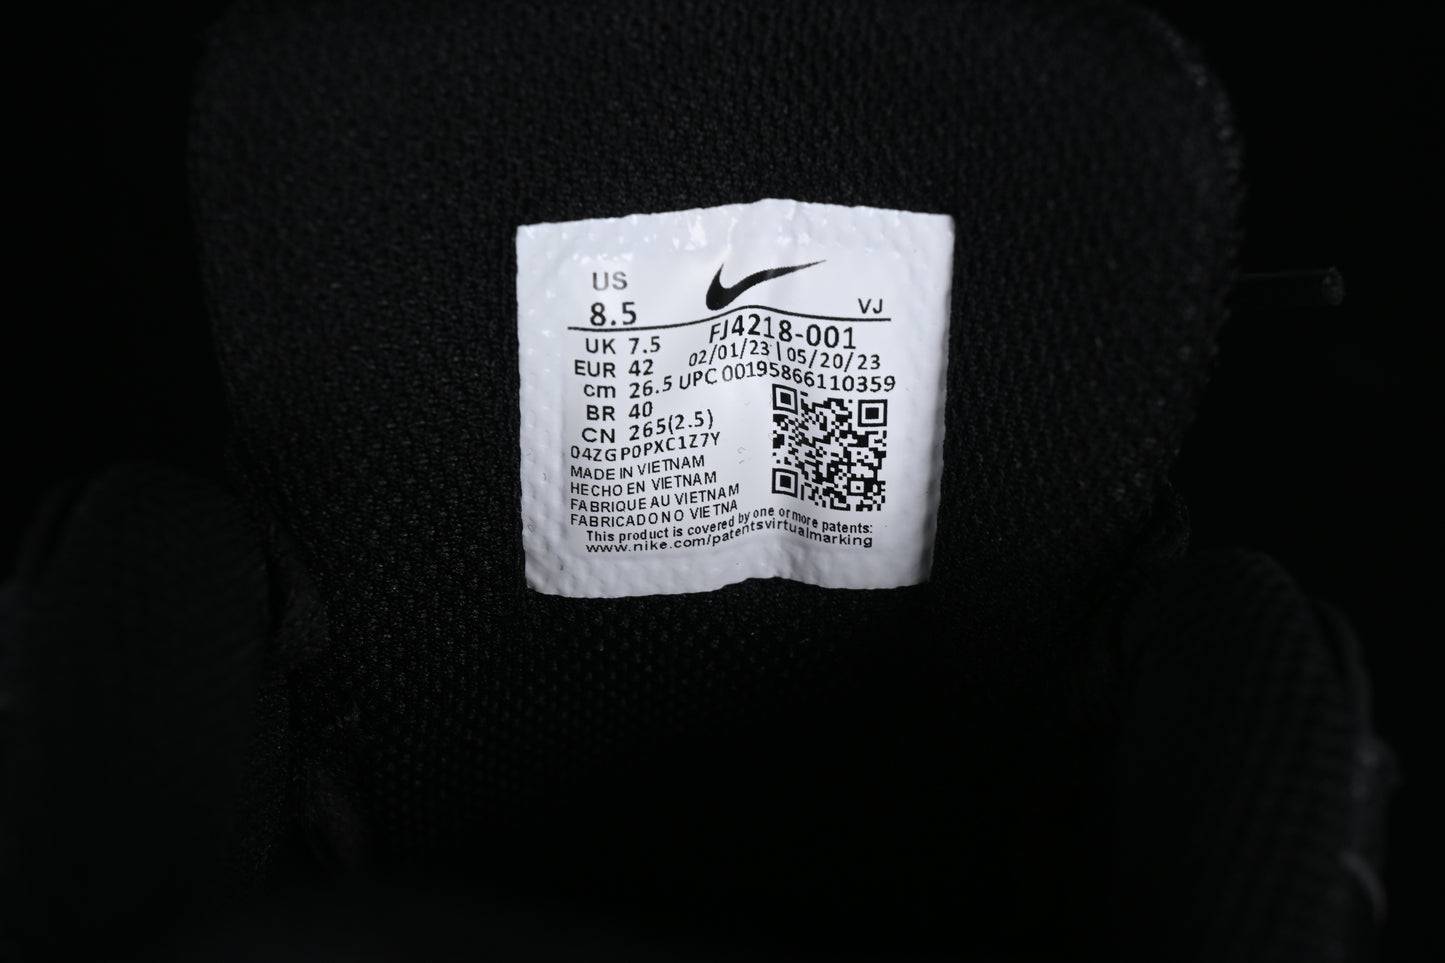 US
8.5
VJ
FJ4218-001
UK 7.5
02/01/23 | 05/20/23
EUR 42
UPC 00195866110359
cm 26.5
BR 40
CN 265(2.5)
04ZGP0PXC1Z7Y
MADE IN VIETNAM
HECHO EN VIETNAM
FABRIQUE AU VIETNAM
FABRICADO NO VIETNA
This product is covered by one or more patents:
www.nike.com/patentsvirtualmarking